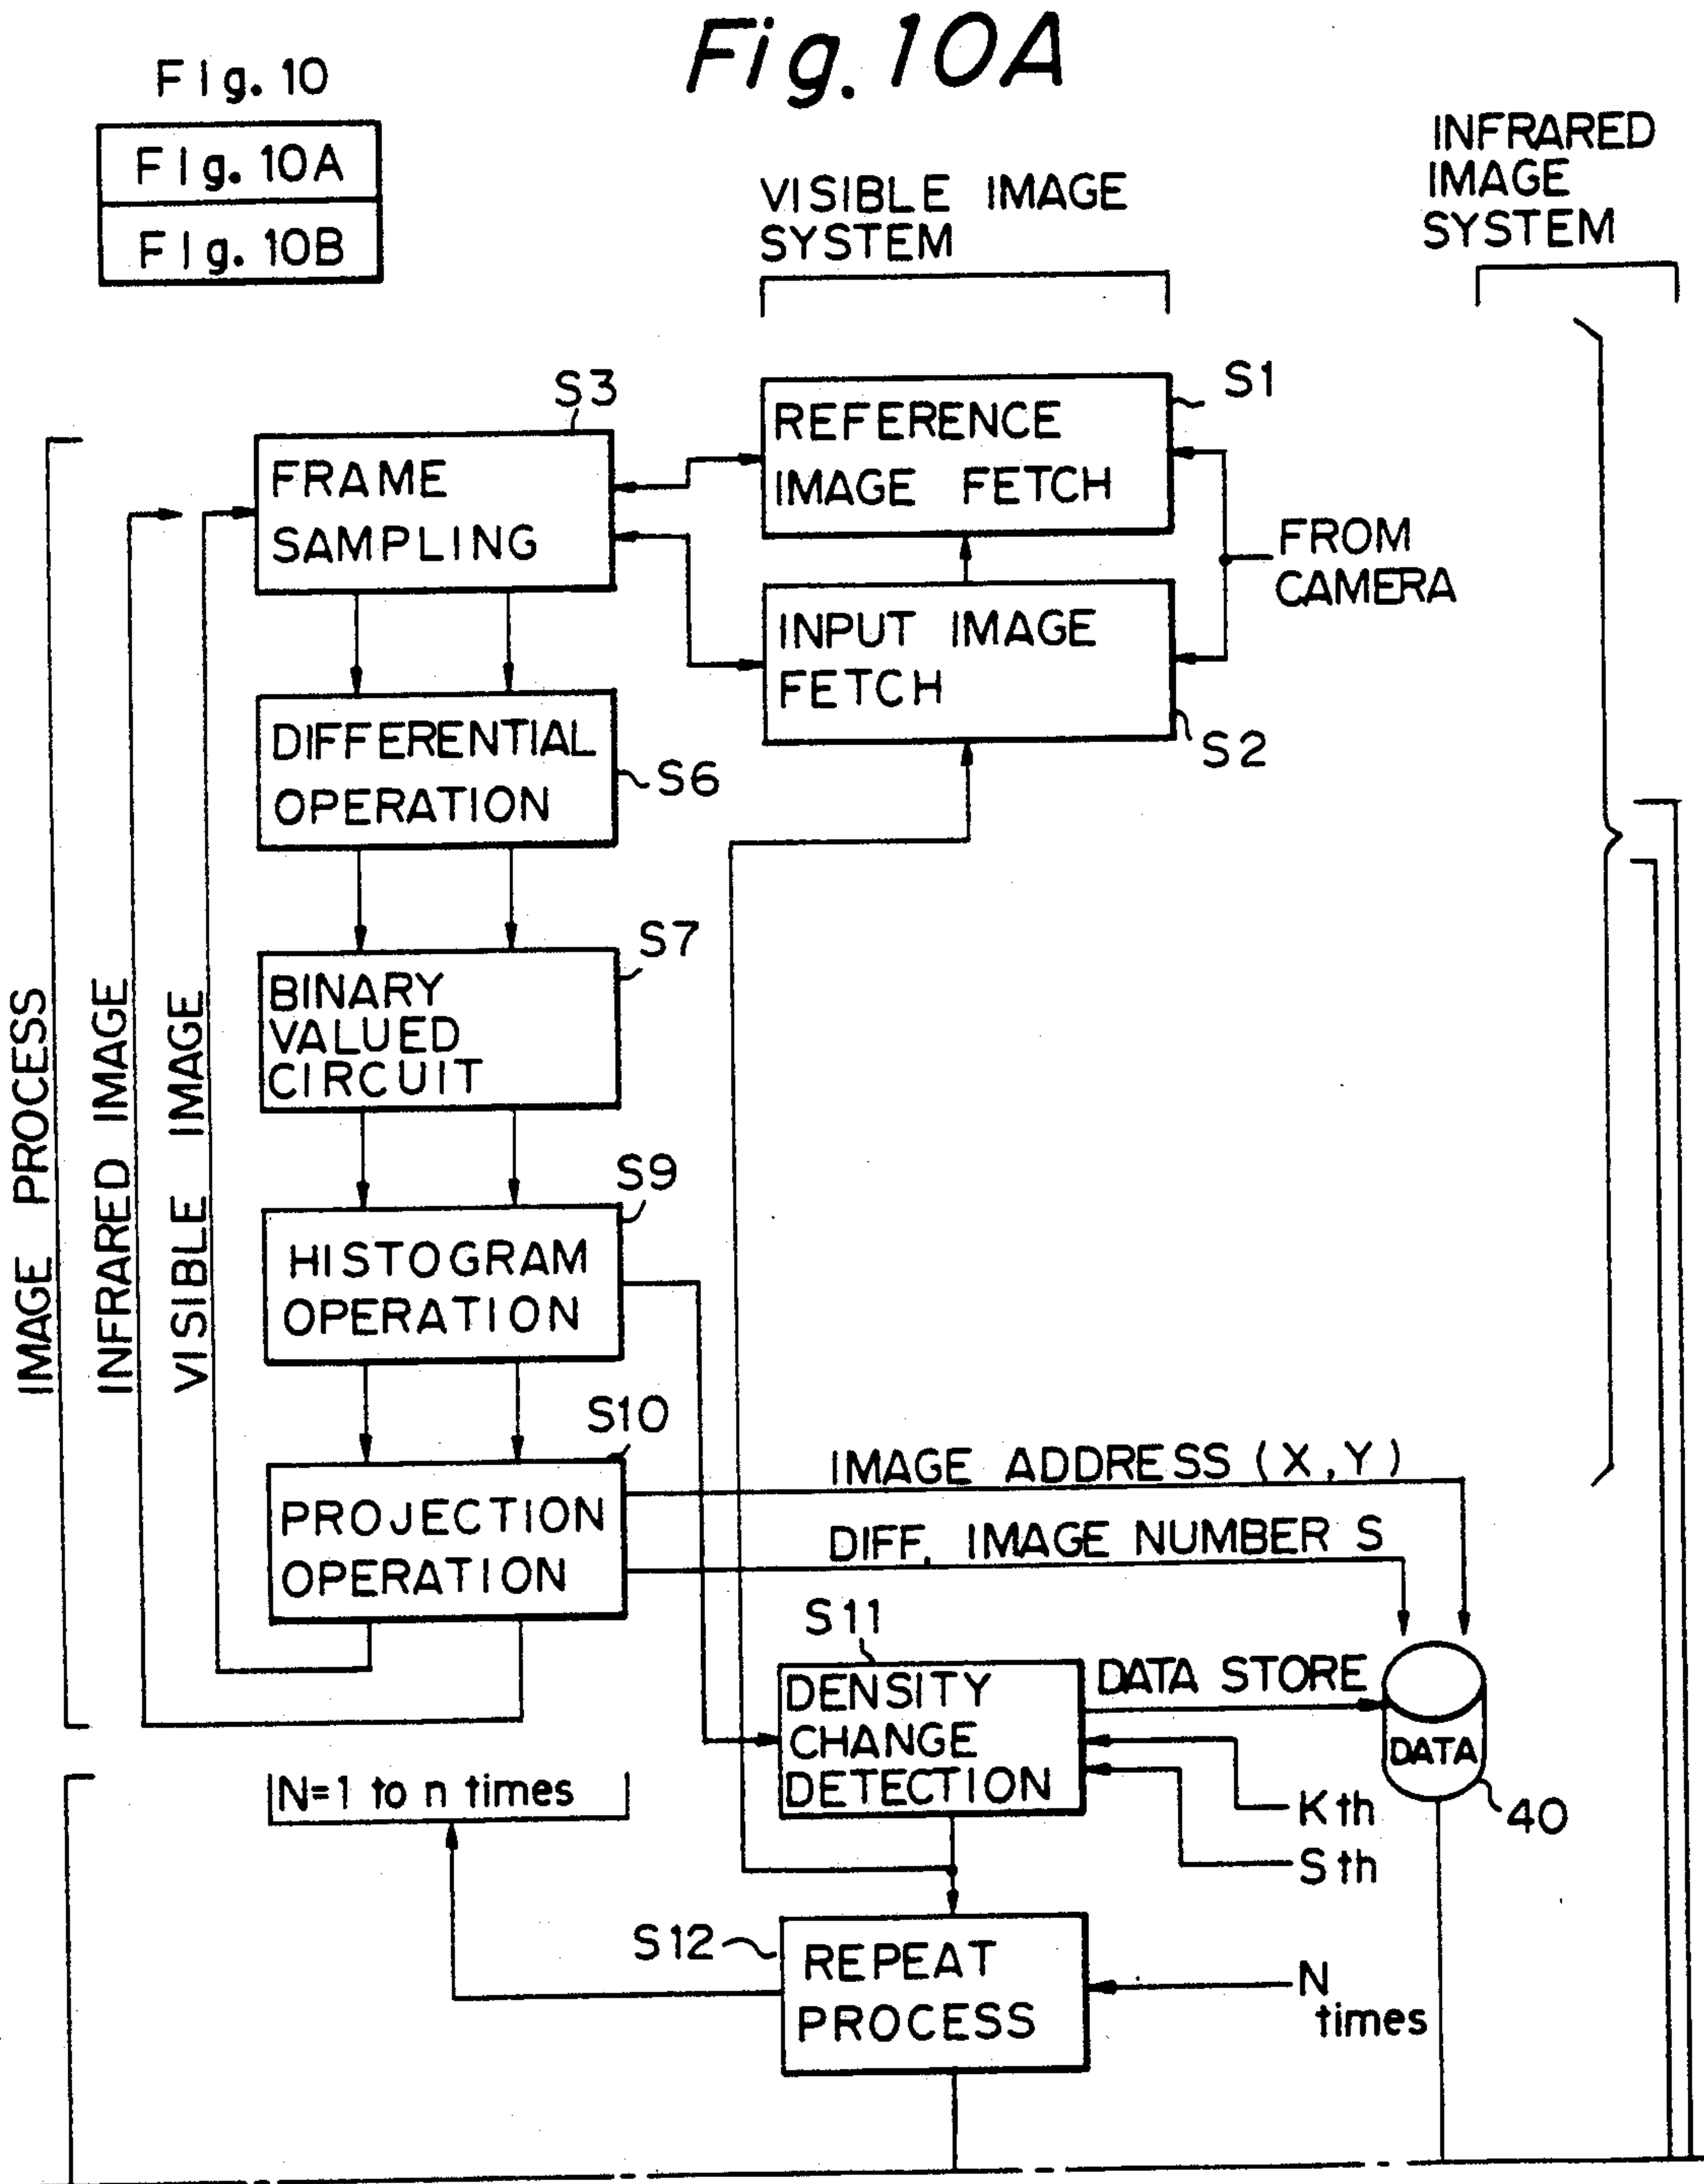 Fig. 10A
Fig. 10
Fig. 10A
Fig. 10B
VISIBLE IMAGE
SYSTEM
INFRARED
IMAGE
SYSTEM
S3
FRAME
SAMPLING
S1
REFERENCE
IMAGE FETCH
FROM
CAMERA
INPUT IMAGE
FETCH
S2
DIFFERENTIAL
OPERATION
S6
S7
BINARY
VALUED
CIRCUIT
IMAGE PROCESS
INFRARED IMAGE
VISIBLE IMAGE
S9
HISTOGRAM
OPERATION
S10
PROJECTION
OPERATION
IMAGE ADDRESS (X,Y)
DIFF. IMAGE NUMBER S
S11
DENSITY
CHANGE
DETECTION
DATA STORE
DATA
40
Kth
Sth
N=1 to n times
S12
REPEAT
PROCESS
N
times